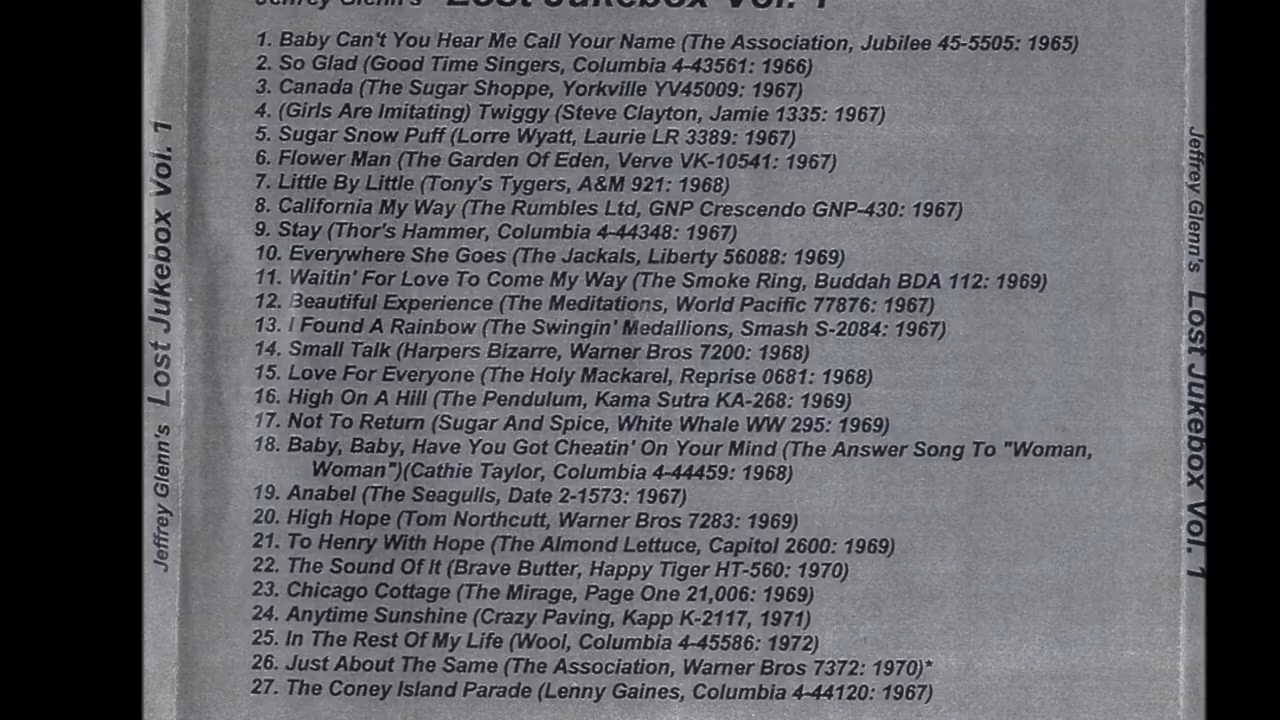 Jeffrey Glenn's Lost Jukebox Vol. 1
1. Baby Can't You Hear Me Call Your Name (The Association, Jubilee 45-5505: 1965)
2. So Glad (Good Time Singers, Columbia 4-43561: 1966)
3. Canada (The Sugar Shoppe, Yorkville YV45009: 1967)
4. (Girls Are Imitating) Twiggy (Steve Clayton, Jamie 1335: 1967)
5. Sugar Snow Puff (Lorre Wyatt, Laurie LR 3389: 1967)
6. Flower Man (The Garden Of Eden, Verve VK-10541: 1967)
7. Little By Little (Tony's Tygers, A&M 921: 1968)
8. California My Way (The Rumbles Ltd, GNP Crescendo GNP-430: 1967)
9. Stay (Thor's Hammer, Columbia 4-44348: 1967)
10. Everywhere She Goes (The Jackals, Liberty 56088: 1969)
11. Waitin' For Love To Come My Way (The Smoke Ring, Buddah BDA 112: 1969)
12. Beautiful Experience (The Meditations, World Pacific 77876: 1967)
13. I Found A Rainbow (The Swingin' Medallions, Smash S-2084: 1967)
14. Small Talk (Harpers Bizarre, Warner Bros 7200: 1968)
15. Love For Everyone (The Holy Mackarel, Reprise 0681: 1968)
16. High On A Hill (The Pendulum, Kama Sutra KA-268: 1969)
17. Not To Return (Sugar And Spice, White Whale WW 295: 1969)
18. Baby, Baby, Have You Got Cheatin' On Your Mind (The Answer Song To "Woman,
Woman")(Cathie Taylor, Columbia 4-44459: 1968)
19. Anabel (The Seagulls, Date 2-1573: 1967)
20. High Hope (Tom Northcutt, Warner Bros 7283: 1969)
21. To Henry With Hope (The Almond Lettuce, Capitol 2600: 1969)
22. The Sound Of It (Brave Butter, Happy Tiger HT-560: 1970)
23. Chicago Cottage (The Mirage, Page One 21,006: 1969)
24. Anytime Sunshine (Crazy Paving, Kapp K-2117, 1971)
25. In The Rest Of My Life (Wool, Columbia 4-45586: 1972)
26. Just About The Same (The Association, Warner Bros 7372: 1970)*
27. The Coney Island Parade (Lenny Gaines, Columbia 4-44120: 1967)
Jeffrey Glenn's Lost Jukebox Vol. 1
Jeffrey Glenn's Lost Jukebox Vol. 1